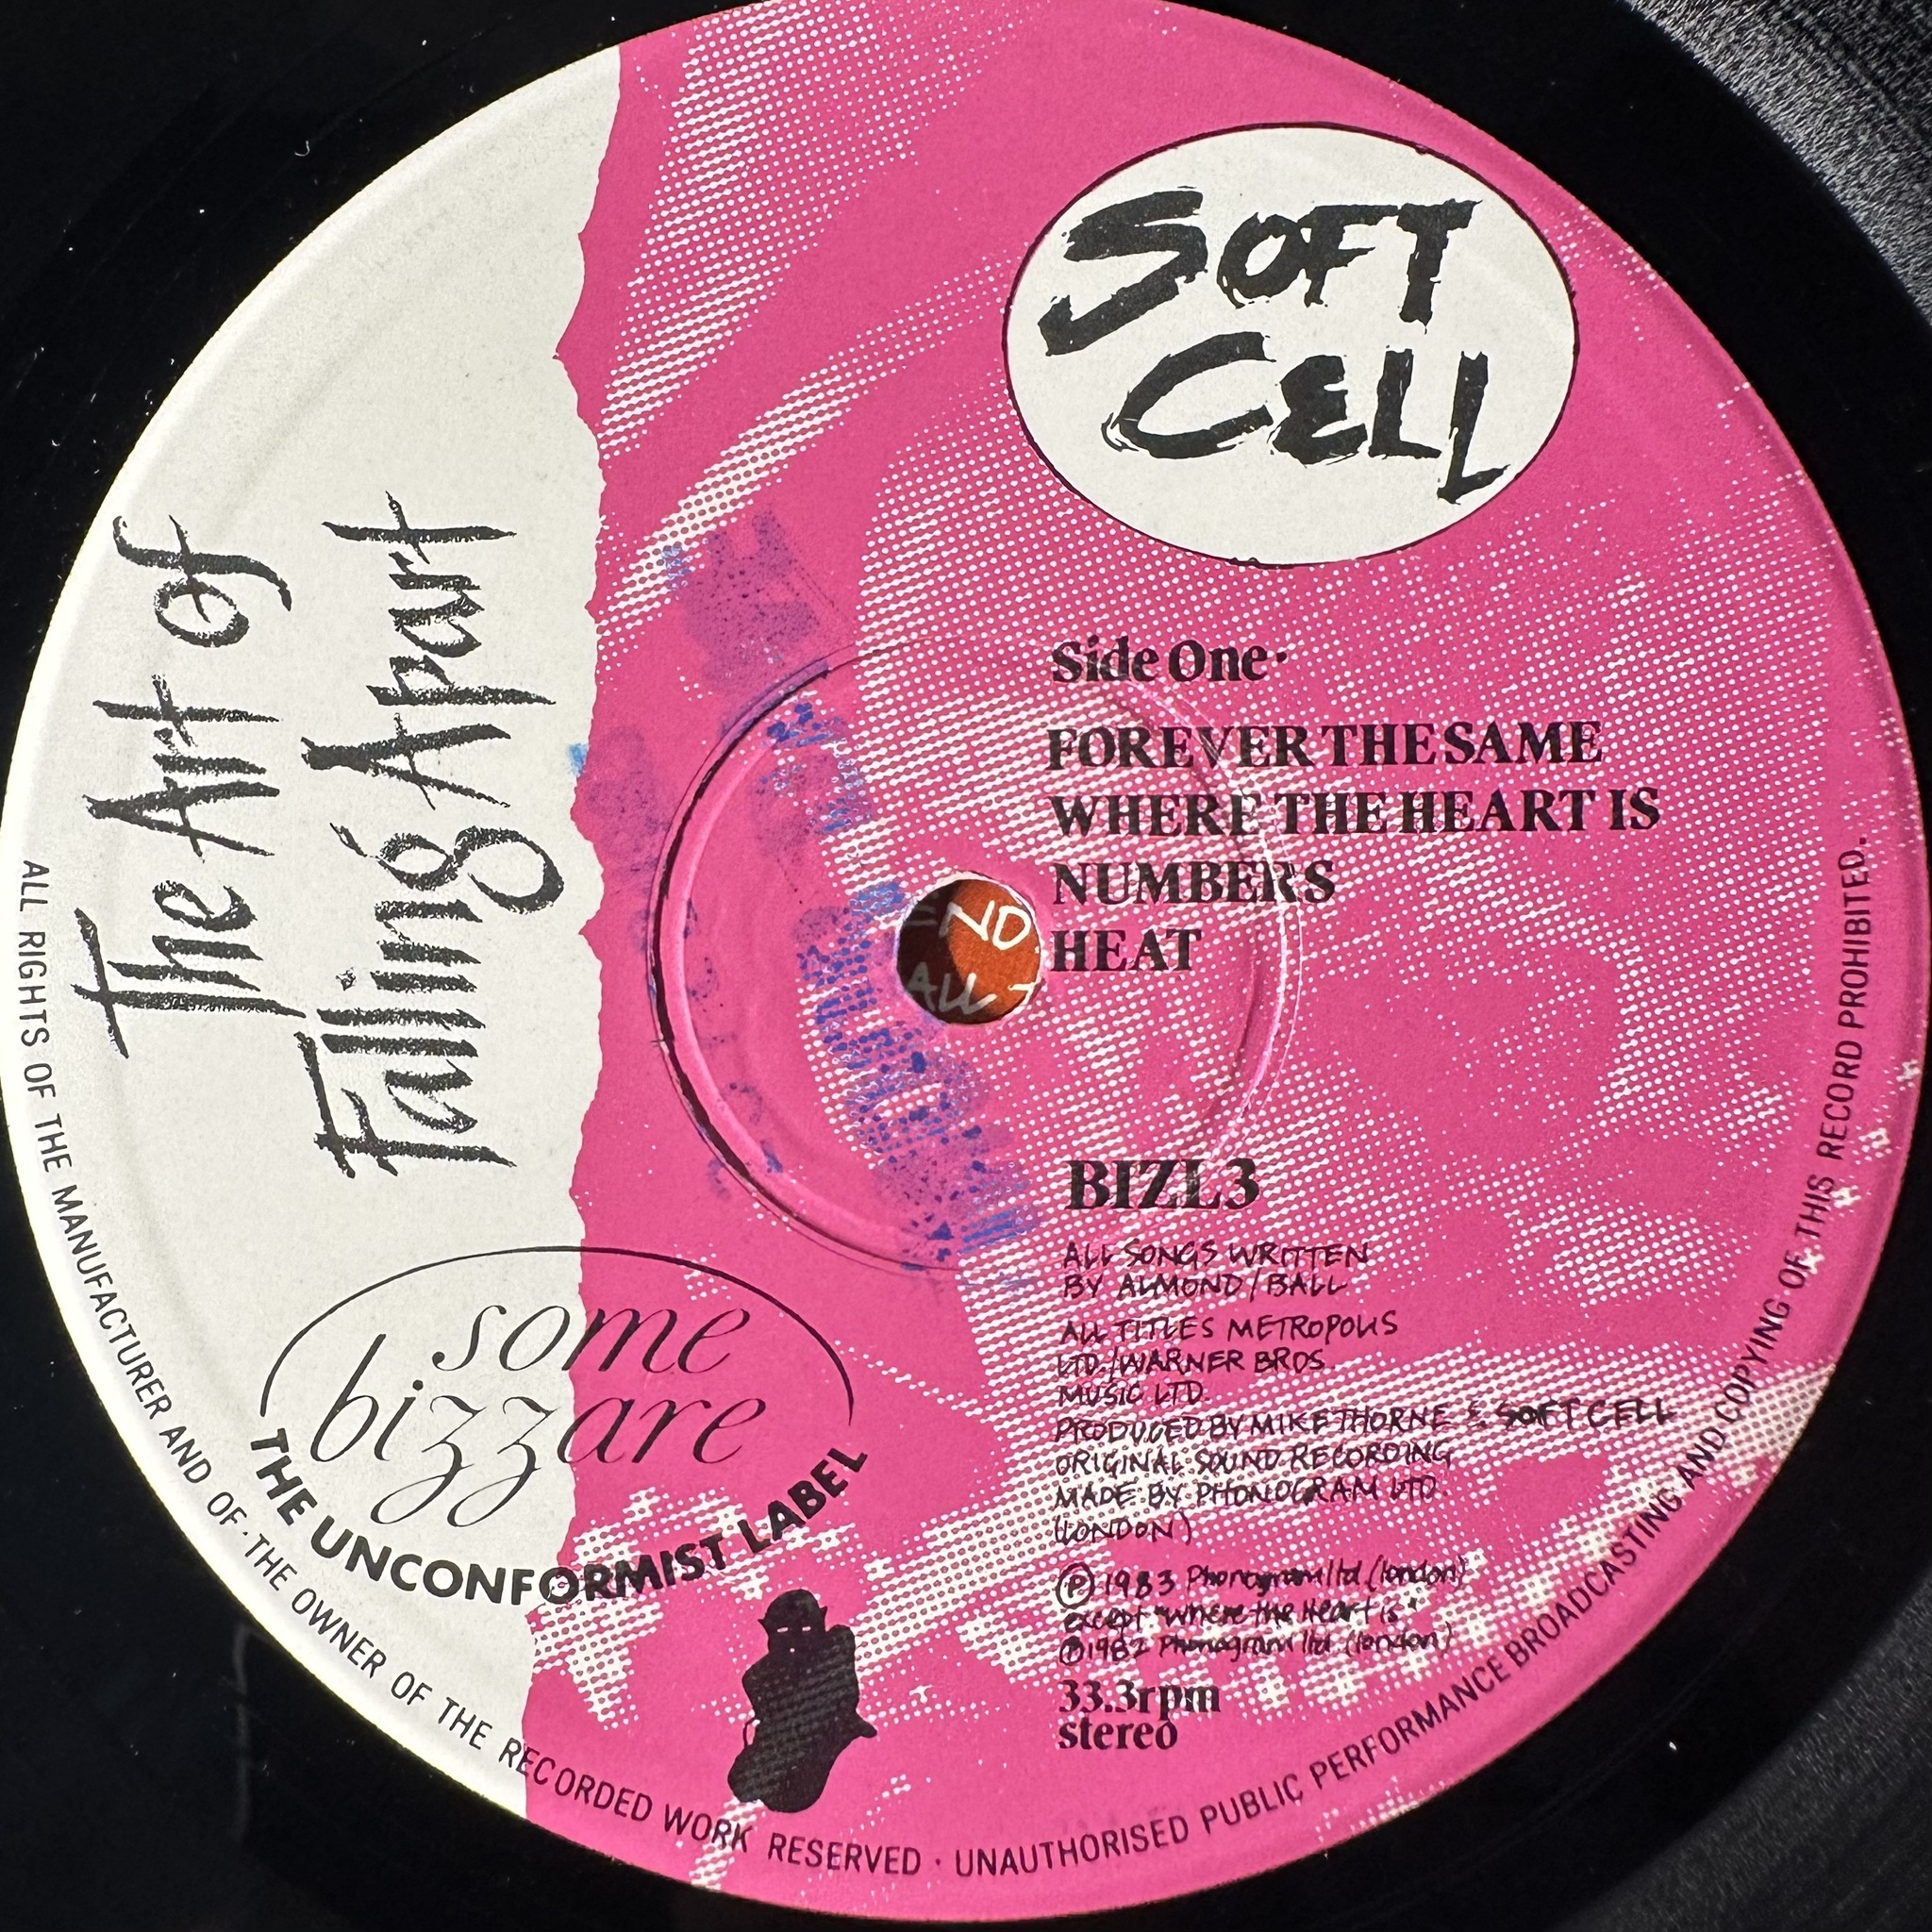 SOFT
CELL
The Art of
Falling Apart
Side One·
FOREVER THE SAME
WHERE THE HEART IS
NUMBERS
HEAT
END
ALL
BIZL3
ALL SONGS WRITTEN
BY ALMOND/BALL
ALL TITLES METROPOLIS
LTD./WARNER BROS.
MUSIC LTD.
PRODUCED BY MIKE THORNE & SOFT CELL
ORIGINAL SOUND RECORDING
MADE BY PHONOGRAM LTD.
(LONDON)
Ⓟ 1983 Phonogram ltd (london)
except "where the Heart is"
Ⓟ 1982 Phonogram ltd (london)
33.3rpm
stereo
some
bizzare
THE UNCONFORMIST LABEL
ALL RIGHTS OF THE MANUFACTURER AND OF·THE OWNER OF THE RECORDED WORK RESERVED · UNAUTHORISED PUBLIC PERFORMANCE BROADCASTING AND COPYING OF THIS RECORD PROHIBITED.